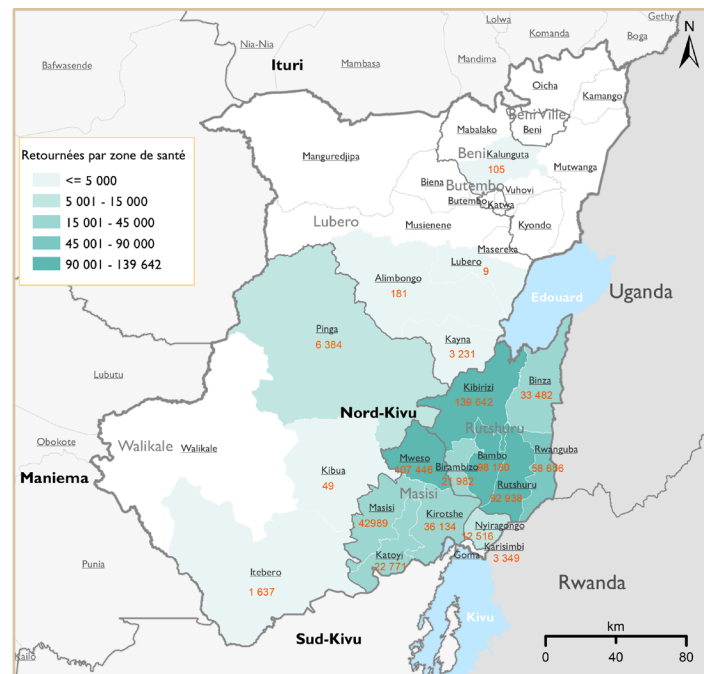 Gethy
Lolwa
Komanda
Boga
Nia-Nia
Bafwasende
Ituri
Mambasa
Mandima
N
Oicha
Kamango
Beni Ville
Mabalako
Beni
Retournées par zone de santé
<= 5 000
5 001 - 15 000
15 001 - 45 000
45 001 - 90 000
90 001 - 139 642
Manguredjipa
Beni
Kalunguta
105
Mutwanga
Biena
Butembo
Vuhovi
Butembo
Katwa
Lubero
Musienene
Kyondo
Masereka
Lubero
9
Alimbongo
181
Edouard
Uganda
Pinga
6 384
Kayna
3 231
Lubutu
Kibirizi
139 642
Binza
33 482
Nord-Kivu
Rutshuru
Obokote
Walikale
Walikale
Maniema
Kibua
49
Mweso
407 446
Birambizo
21 982
Bambo
Rwanguba
Rutshuru
92 938
Masisi
Masisi
42989
Kirotshe
36 134
Nyiragongo
12 516
Katoyi
22 771
Goma
Karisimbi
3 349
Punia
Itebero
1 637
Rwanda
Kivu
Sud-Kivu
km
0 40 80
Kailo